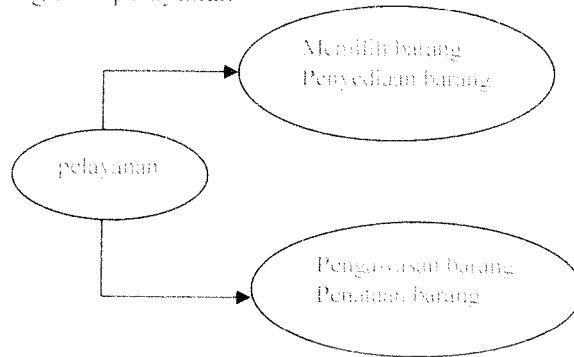 Memilih barang
Penyediaan barang
pelayanan
Pengawasan barang
Penataan barang